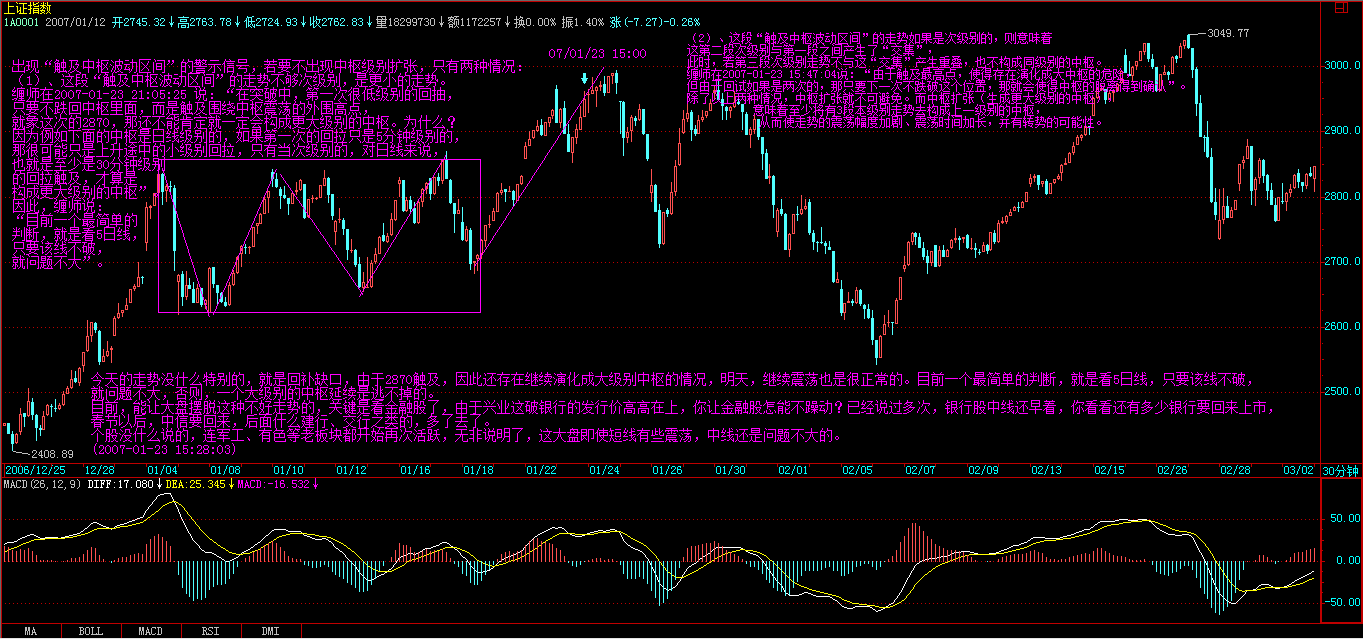 上证指数
1A0001 2007/01/12 开2745.32↓高2763.78↓低2724.93↓收2762.83↓量18299730↓额1172257↓换0.00% 振1.40% 涨(-7.27)-0.26%
07/01/23 15:00
出现“触及中枢波动区间”的警示信号，若要不出现中枢级别扩张，只有两种情况：
（1）、这段“触及中枢波动区间”的走势不够次级别，是更小的走势。
缠师在2007-01-23 21:05:25 说：“在突破中，第一次很低级别的回抽，
只要不跌回中枢里面，而是触及围绕中枢震荡的外围高点，
就象这次的2870，那还不能肯定就一定会构成更大级别的中枢。为什么？
因为例如下面的中枢是日线级别的，如果第一次的回拉只是5分钟级别的，
那很可能只是上升途中的小级别回拉，只有当次级别的，对日线来说，
也就是至少是30分钟级别
的回拉触及，才算是
构成更大级别的中枢”
因此，缠师说：
“目前一个最简单的
判断，就是看5日线，
只要该线不破，
就问题不大”。
（2）、这段“触及中枢波动区间”的走势如果是次级别的，则意味着
这第二段次级别与第一段之间产生了“交集”，
此时，若第三段次级别走势不与这“交集”产生重叠，也不构成同级别的中枢。
缠师在2007-01-23 15:47:04说：“由于触及最高点，使得存在演化成大中枢的危险
但由于回试如果是两次的，那只要下一次不跌破这个位置，那就会使得中枢的
除了以上两种情况，中枢扩张就不可避免。而中枢扩张（生成更大级别的中枢
意味着至少将有3段本级别走势去构成上一级别的中枢，
从而使走势的震荡幅度加剧、震荡时间加长，并有转势的可能性。
3049.77
今天的走势没什么特别的，就是回补缺口，由于2870触及，因此还存在继续演化成大级别中枢的情况，明天，继续震荡也是很正常的。目前一个最简单的判断，就是看5日线，只要该线不破，
就问题不大，否则，一个大级别的中枢延续是逃不掉的。
目前，能让大盘摆脱这种不好走势的，关键是看金融股了，由于兴业这破银行的发行价高高在上，你让金融股怎能不躁动？已经说过多次，银行股中线还早着，你看看还有多少银行要回来上市，
春节以后，中信要回来，后面什么建行、交行之类的，多了去了。
个股没什么说的，连军工、有色等老板块都开始再次活跃，无非说明了，这大盘即使短线有些震荡，中线还是问题不大的。
(2007-01-23 15:28:03)
2408.89
3000.0
2900.0
2800.0
2700.0
2600.0
2500.0
2006/12/25 12/28 01/04 01/08 01/10 01/12 01/16 01/18 01/22 01/24 01/26 01/30 02/01 02/05 02/07 02/09 02/13 02/15 02/26 02/28 03/02 30分钟
MACD(26,12,9) DIFF:17.080↓DEA:25.345↓MACD:-16.532↓
50.00
0.00
-50.00
MA BOLL MACD RSI DMI